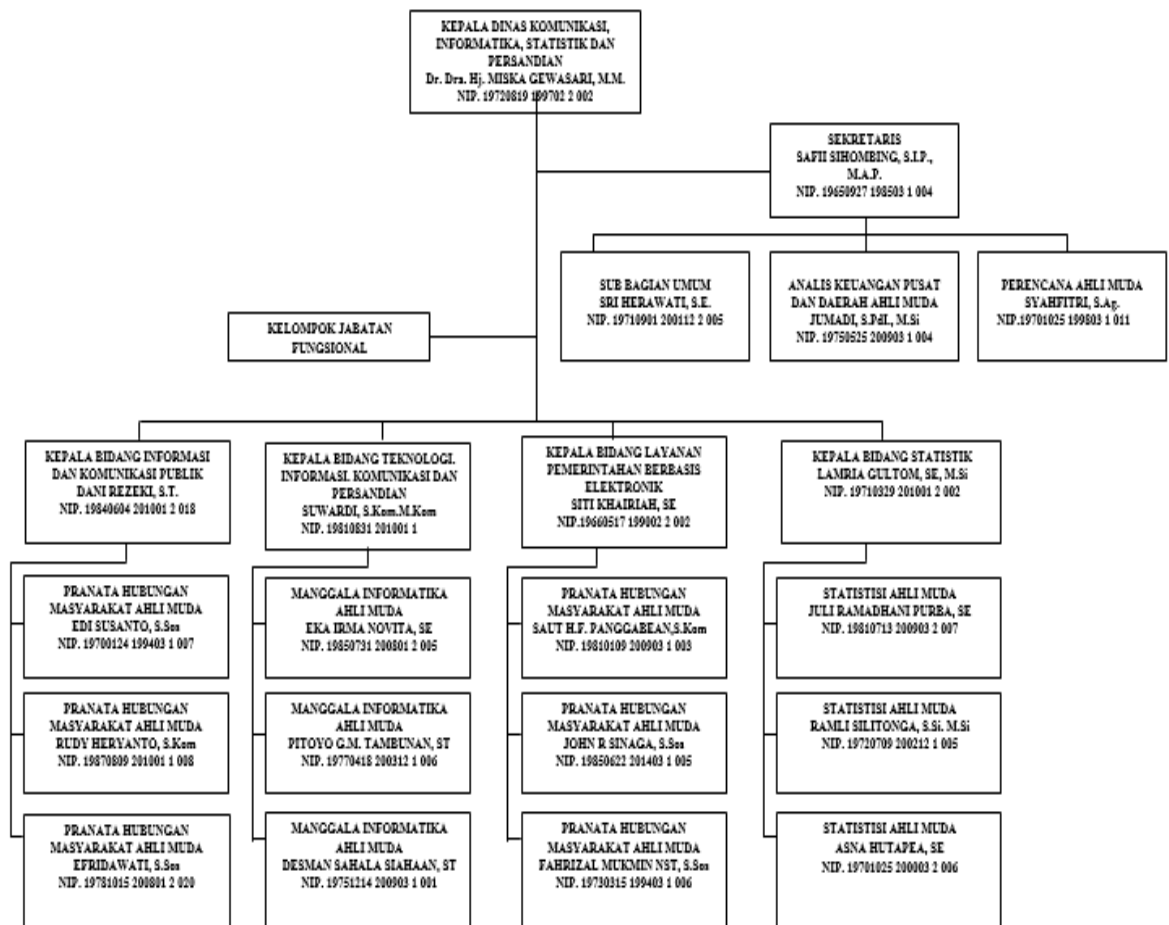 KEPALA DINAS KOMUNIKASI,
INFORMATIKA, STATISTIK DAN
PERSANDIAN
Dr. Dra. Hj. MISKA GEWASARI, M.M.
NIP. 19720819 199702 2 002
SEKRETARIS
SAFII SIHOMBING, S.I.P.,
M.A.P.
NIP. 19650927 198503 1 004
SUB BAGIAN UMUM
SRI HERAWATI, S.E.
NIP. 19710901 200112 2 005
ANALIS KEUANGAN PUSAT
DAN DAERAH AHLI MUDA
JUMADI, S.PdI., M.Si
NIP. 19750525 200903 1 004
PERENCANA AHLI MUDA
SYAHFITRI, S.Ag.
NIP.19701025 199803 1 011
KELOMPOK JABATAN
FUNGSIONAL
KEPALA BIDANG INFORMASI
DAN KOMUNIKASI PUBLIK
DANI REZEKI, S.T.
NIP. 19840604 201001 2 018
KEPALA BIDANG TEKNOLOGI.
INFORMASI. KOMUNIKASI DAN
PERSANDIAN
SUWARDI, S.Kom.M.Kom
NIP. 19810831 201001 1
KEPALA BIDANG LAYANAN
PEMERINTAHAN BERBASIS
ELEKTRONIK
SITI KHAIRIAH, SE
NIP.19660517 199002 2 002
KEPALA BIDANG STATISTIK
LAMRIA GULTOM, SE, M.Si
NIP. 19710329 201001 2 002
PRANATA HUBUNGAN
MASYARAKAT AHLI MUDA
EDI SUSANTO, S.Sos
NIP. 19700124 199403 1 007
MANGGALA INFORMATIKA
AHLI MUDA
EKA IRMA NOVITA, SE
NIP. 19850731 200801 2 005
PRANATA HUBUNGAN
MASYARAKAT AHLI MUDA
SAUT H.F. PANGGABEAN,S.Kom
NIP. 19810109 200903 1 003
STATISTISI AHLI MUDA
JULI RAMADHANI PURBA, SE
NIP. 19810713 200903 2 007
PRANATA HUBUNGAN
MASYARAKAT AHLI MUDA
RUDY HERYANTO, S.Kom
NIP. 19870809 201001 1 008
MANGGALA INFORMATIKA
AHLI MUDA
PITOYO G.M. TAMBUNAN, ST
NIP. 19770418 200312 1 006
PRANATA HUBUNGAN
MASYARAKAT AHLI MUDA
JOHN R SINAGA, S.Sos
NIP. 19850622 201403 1 005
STATISTISI AHLI MUDA
RAMLI SILITONGA, S.Si. M.Si
NIP. 19720709 200212 1 005
PRANATA HUBUNGAN
MASYARAKAT AHLI MUDA
EFRIDAWATI, S.Sos
NIP. 19781015 200801 2 020
MANGGALA INFORMATIKA
AHLI MUDA
DESMAN SAHALA SIAHAAN, ST
NIP. 19751214 200903 1 001
PRANATA HUBUNGAN
MASYARAKAT AHLI MUDA
FAHRIZAL MUKMIN NST, S.Sos
NIP. 19730315 199403 1 006
STATISTISI AHLI MUDA
ASNA HUTAPEA, SE
NIP. 19701025 200003 2 006